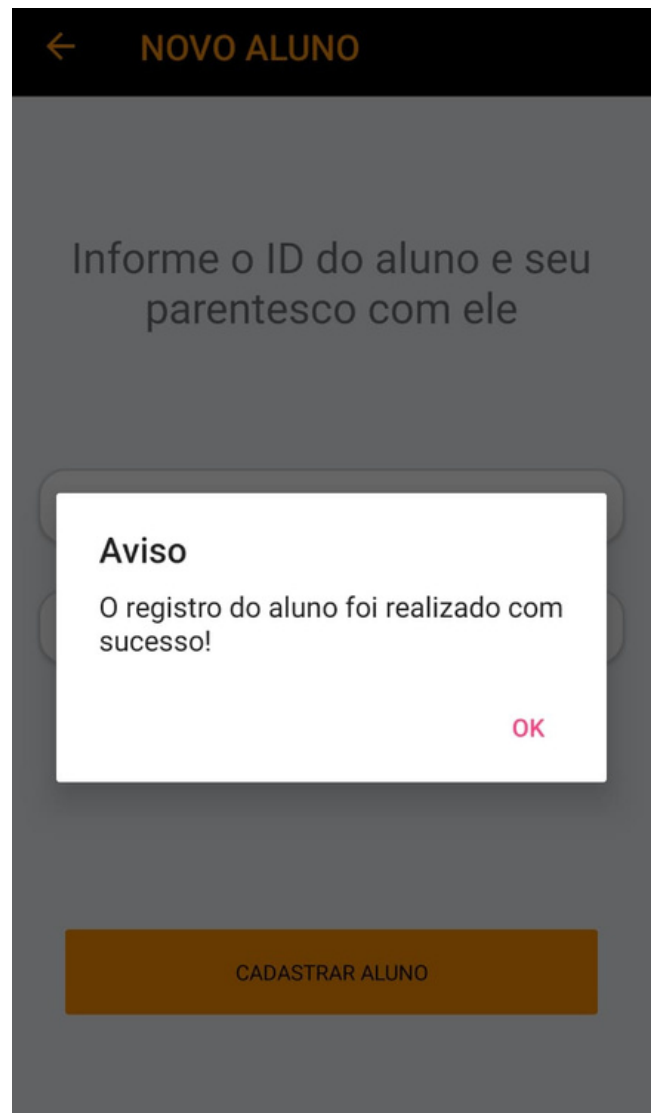 NOVO ALUNO
Informe o ID do aluno e seu
parentesco com ele
Aviso
O registro do aluno foi realizado com
sucesso!
OK
CADASTRAR ALUNO